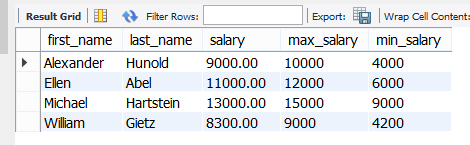 Result Grid Filter Rows: Export: Wrap Cell Content:
first_name last_name salary max_salary min_salary
Alexander Hunold 9000.00 10000 4000
Ellen Abel 11000.00 12000 6000
Michael Hartstein 13000.00 15000 9000
William Gietz 8300.00 9000 4200